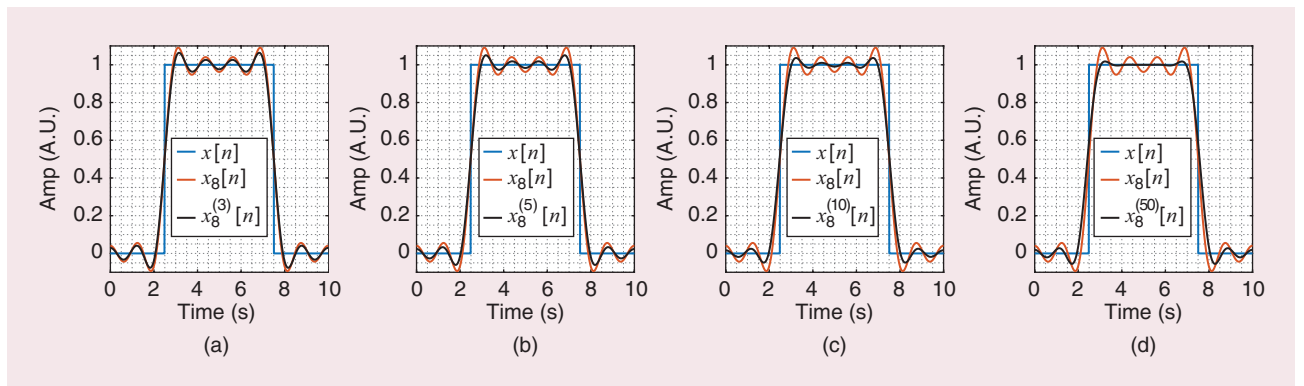 Amp (A.U.)
1
0.8
0.6
0.4
0.2
0
x[n]
x₈[n]
x₈⁽³⁾[n]
0 2 4 6 8 10
Time (s)
(a)
Amp (A.U.)
1
0.8
0.6
0.4
0.2
0
x[n]
x₈[n]
x₈⁽⁵⁾[n]
0 2 4 6 8 10
Time (s)
(b)
Amp (A.U.)
1
0.8
0.6
0.4
0.2
0
x[n]
x₈[n]
x₈⁽¹⁰⁾[n]
0 2 4 6 8 10
Time (s)
(c)
Amp (A.U.)
1
0.8
0.6
0.4
0.2
0
x[n]
x₈[n]
x₈⁽⁵⁰⁾[n]
0 2 4 6 8 10
Time (s)
(d)